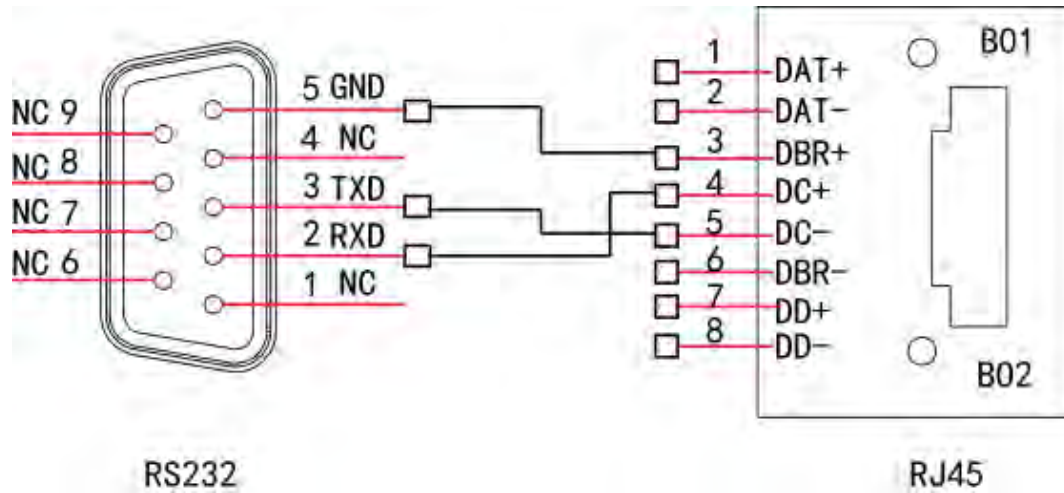 NC 9
NC 8
NC 7
NC 6
5 GND
4 NC
3 TXD
2 RXD
1 NC
RS232
1 DAT+
2 DAT-
3 DBR+
4 DC+
5 DC-
6 DBR-
7 DD+
8 DD-
B01
B02
RJ45